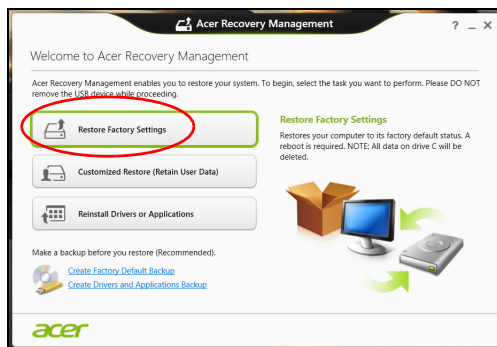 Acer Recovery Management
? _ ×
Welcome to Acer Recovery Management
Acer Recovery Management enables you to restore your system. To begin, select the task you want to perform. Please DO NOT
remove the USB device while proceeding.
Restore Factory Settings
Customized Restore (Retain User Data)
Reinstall Drivers or Applications
Restore Factory Settings
Restores your computer to its factory default status. A
reboot is required. NOTE: All data on drive C will be
deleted.
Make a backup before you restore (Recommended).
Create Factory Default Backup
Create Drivers and Applications Backup
acer